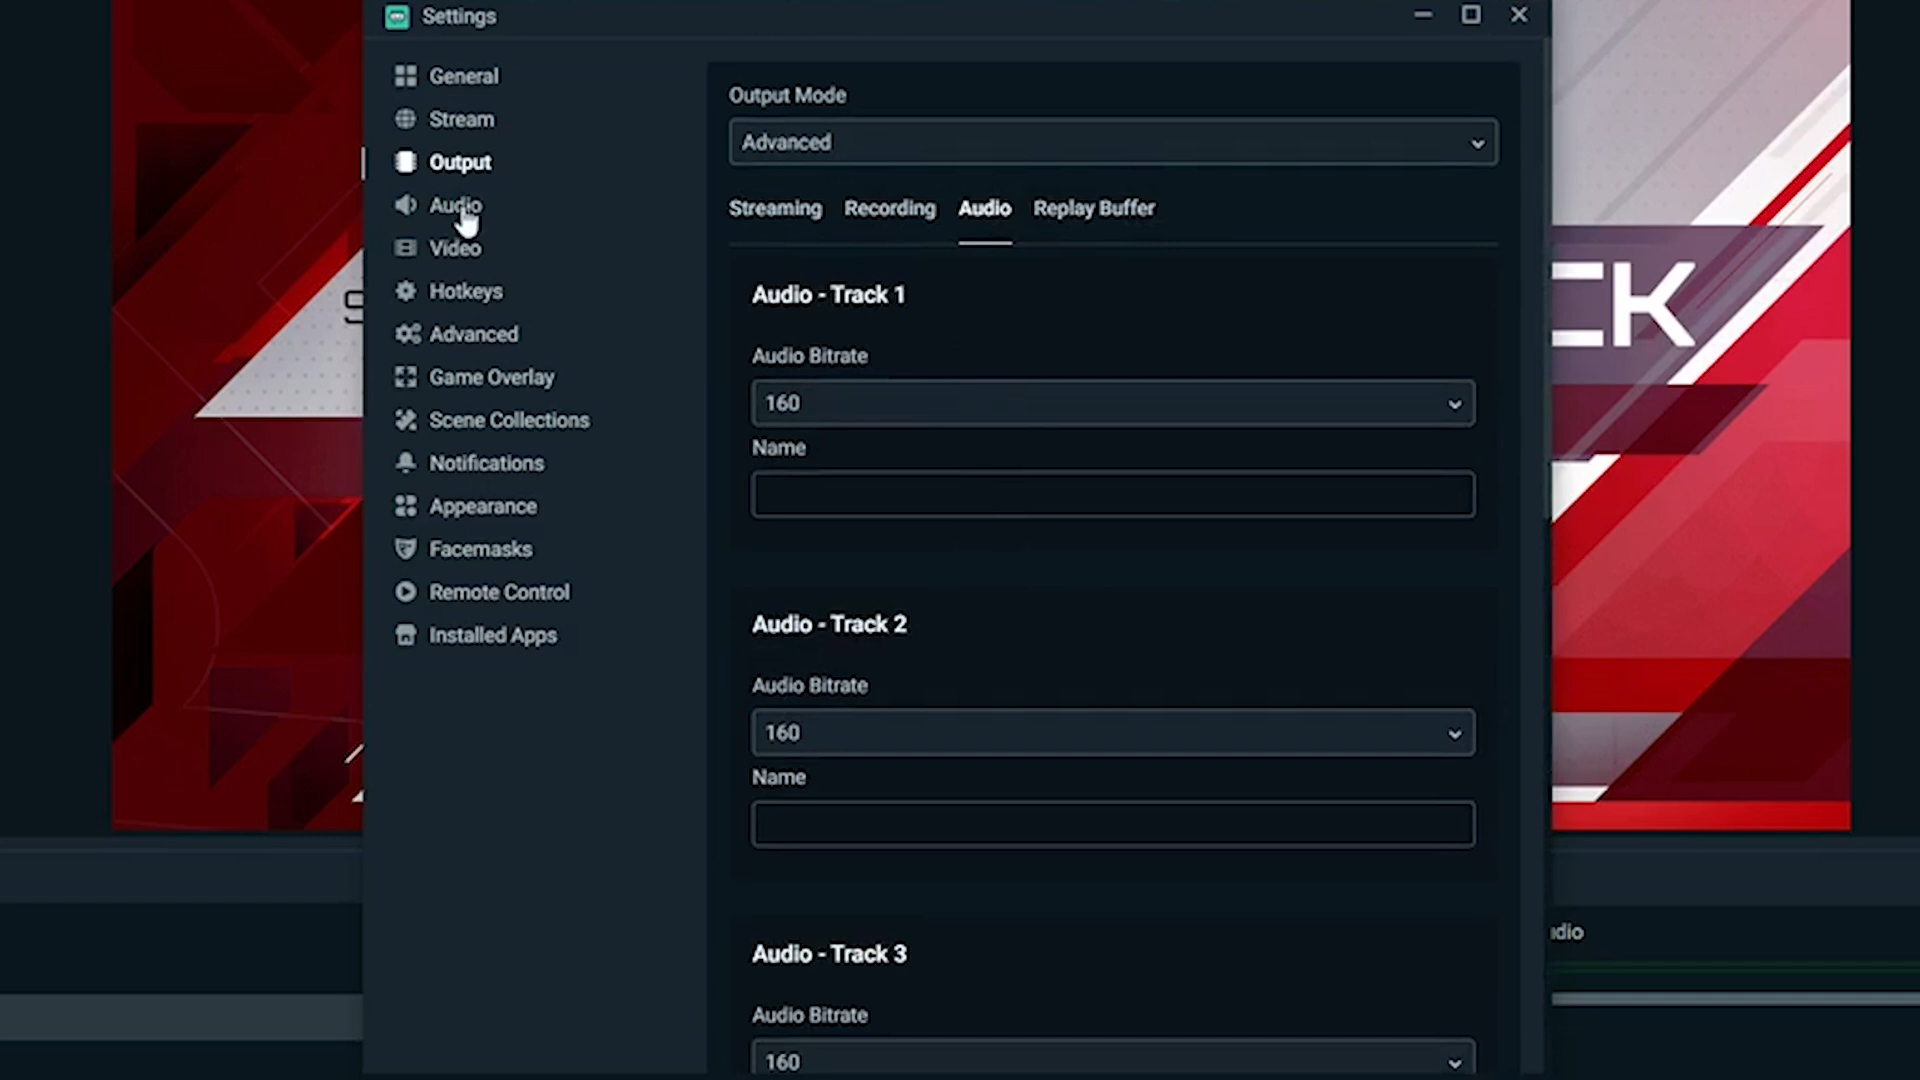 Settings
General
Stream
Output
Audio
Video
Hotkeys
Advanced
Game Overlay
Scene Collections
Notifications
Appearance
Facemasks
Remote Control
Installed Apps
Output Mode
Advanced
Streaming Recording Audio Replay Buffer
Audio - Track 1
Audio Bitrate
160
Name
Audio - Track 2
Audio Bitrate
160
Name
Audio - Track 3
Audio Bitrate
160
S
CK
dio